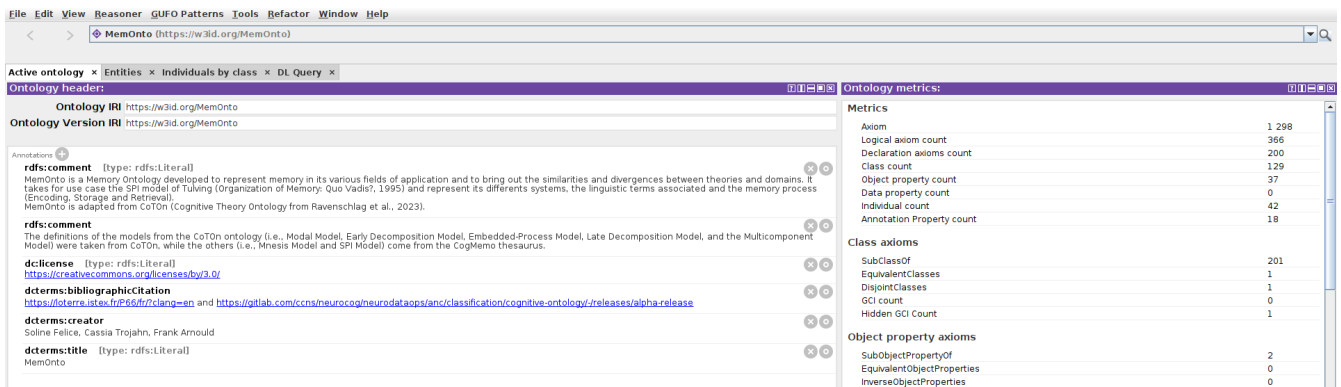 File Edit View Reasoner GUFO Patterns Tools Refactor Window Help
< > MemOnto (https://w3id.org/MemOnto)
Active ontology × Entities × Individuals by class × DL Query ×
Ontology header:
Ontology IRI https://w3id.org/MemOnto
Ontology Version IRI https://w3id.org/MemOnto
Annotations
rdfs:comment [type: rdfs:Literal]
MemOnto is a Memory Ontology developed to represent memory in its various fields of application and to bring out the similarities and divergences between theories and domains. It
takes for use case the SPI model of Tulving (Organization of Memory: Quo Vadis?, 1995) and represent its differents systems, the linguistic terms associated and the memory process
(Encoding, Storage and Retrieval).
MemOnto is adapted from CoTOn (Cognitive Theory Ontology from Ravenschlag et al., 2023).
rdfs:comment
The definitions of the models from the CoTOn ontology (i.e., Modal Model, Early Decomposition Model, Embedded-Process Model, Late Decomposition Model, and the Multicomponent
Model) were taken from CoTOn, while the others (i.e., Mnesis Model and SPI Model) come from the CogMemo thesaurus.
dc:license [type: rdfs:Literal]
https://creativecommons.org/licenses/by/3.0/
dcterms:bibliographicCitation
https://loterre.istex.fr/P66/fr/?clang=en and https://gitlab.com/ccns/neurocog/neurodataops/anc/classification/cognitive-ontology/-/releases/alpha-release
dcterms:creator
Soline Felice, Cassia Trojahn, Frank Arnould
dcterms:title [type: rdfs:Literal]
MemOnto
Ontology metrics:
Metrics
Axiom 1 298
Logical axiom count 366
Declaration axioms count 200
Class count 129
Object property count 37
Data property count 0
Individual count 42
Annotation Property count 18
Class axioms
SubClassOf 201
EquivalentClasses 1
DisjointClasses 1
GCI count 0
Hidden GCI Count 1
Object property axioms
SubObjectPropertyOf 2
EquivalentObjectProperties 0
InverseObjectProperties 0